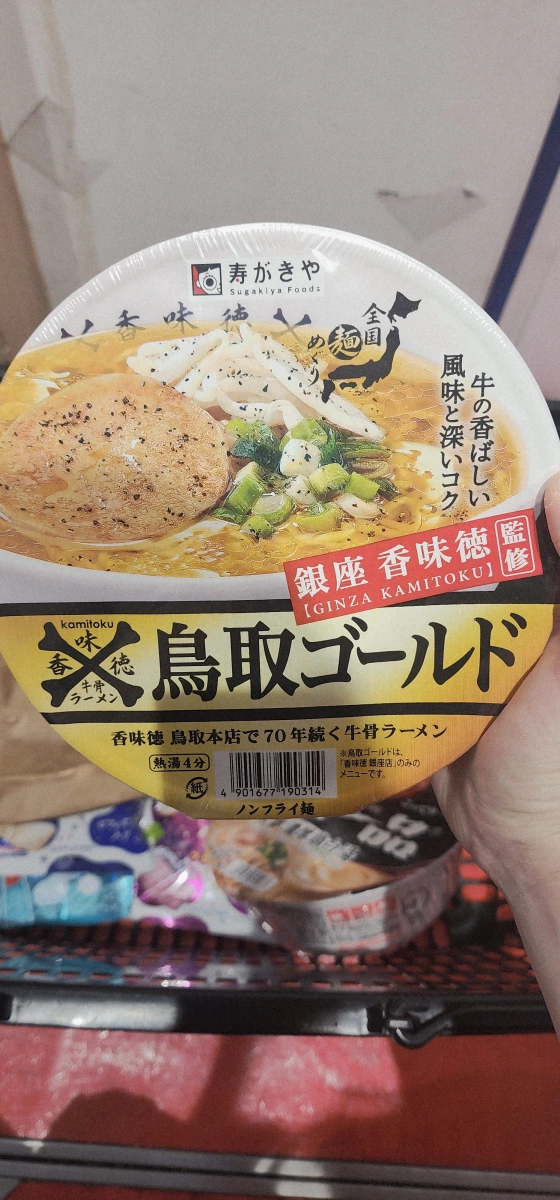 寿がきや
Sugakiya Foods
香味徳
全国
麺
めぐり
牛の香ばしい
風味と深いコク
銀座 香味徳
監修
【GINZA KAMITOKU】
kamitoku
香味徳
牛骨
ラーメン
鳥取ゴールド
香味徳 鳥取本店で70年続く牛骨ラーメン
熱湯4分
※鳥取ゴールドは、
「香味徳 銀座店」のみの
メニューです。
紙
4 901677 190314
ノンフライ麺